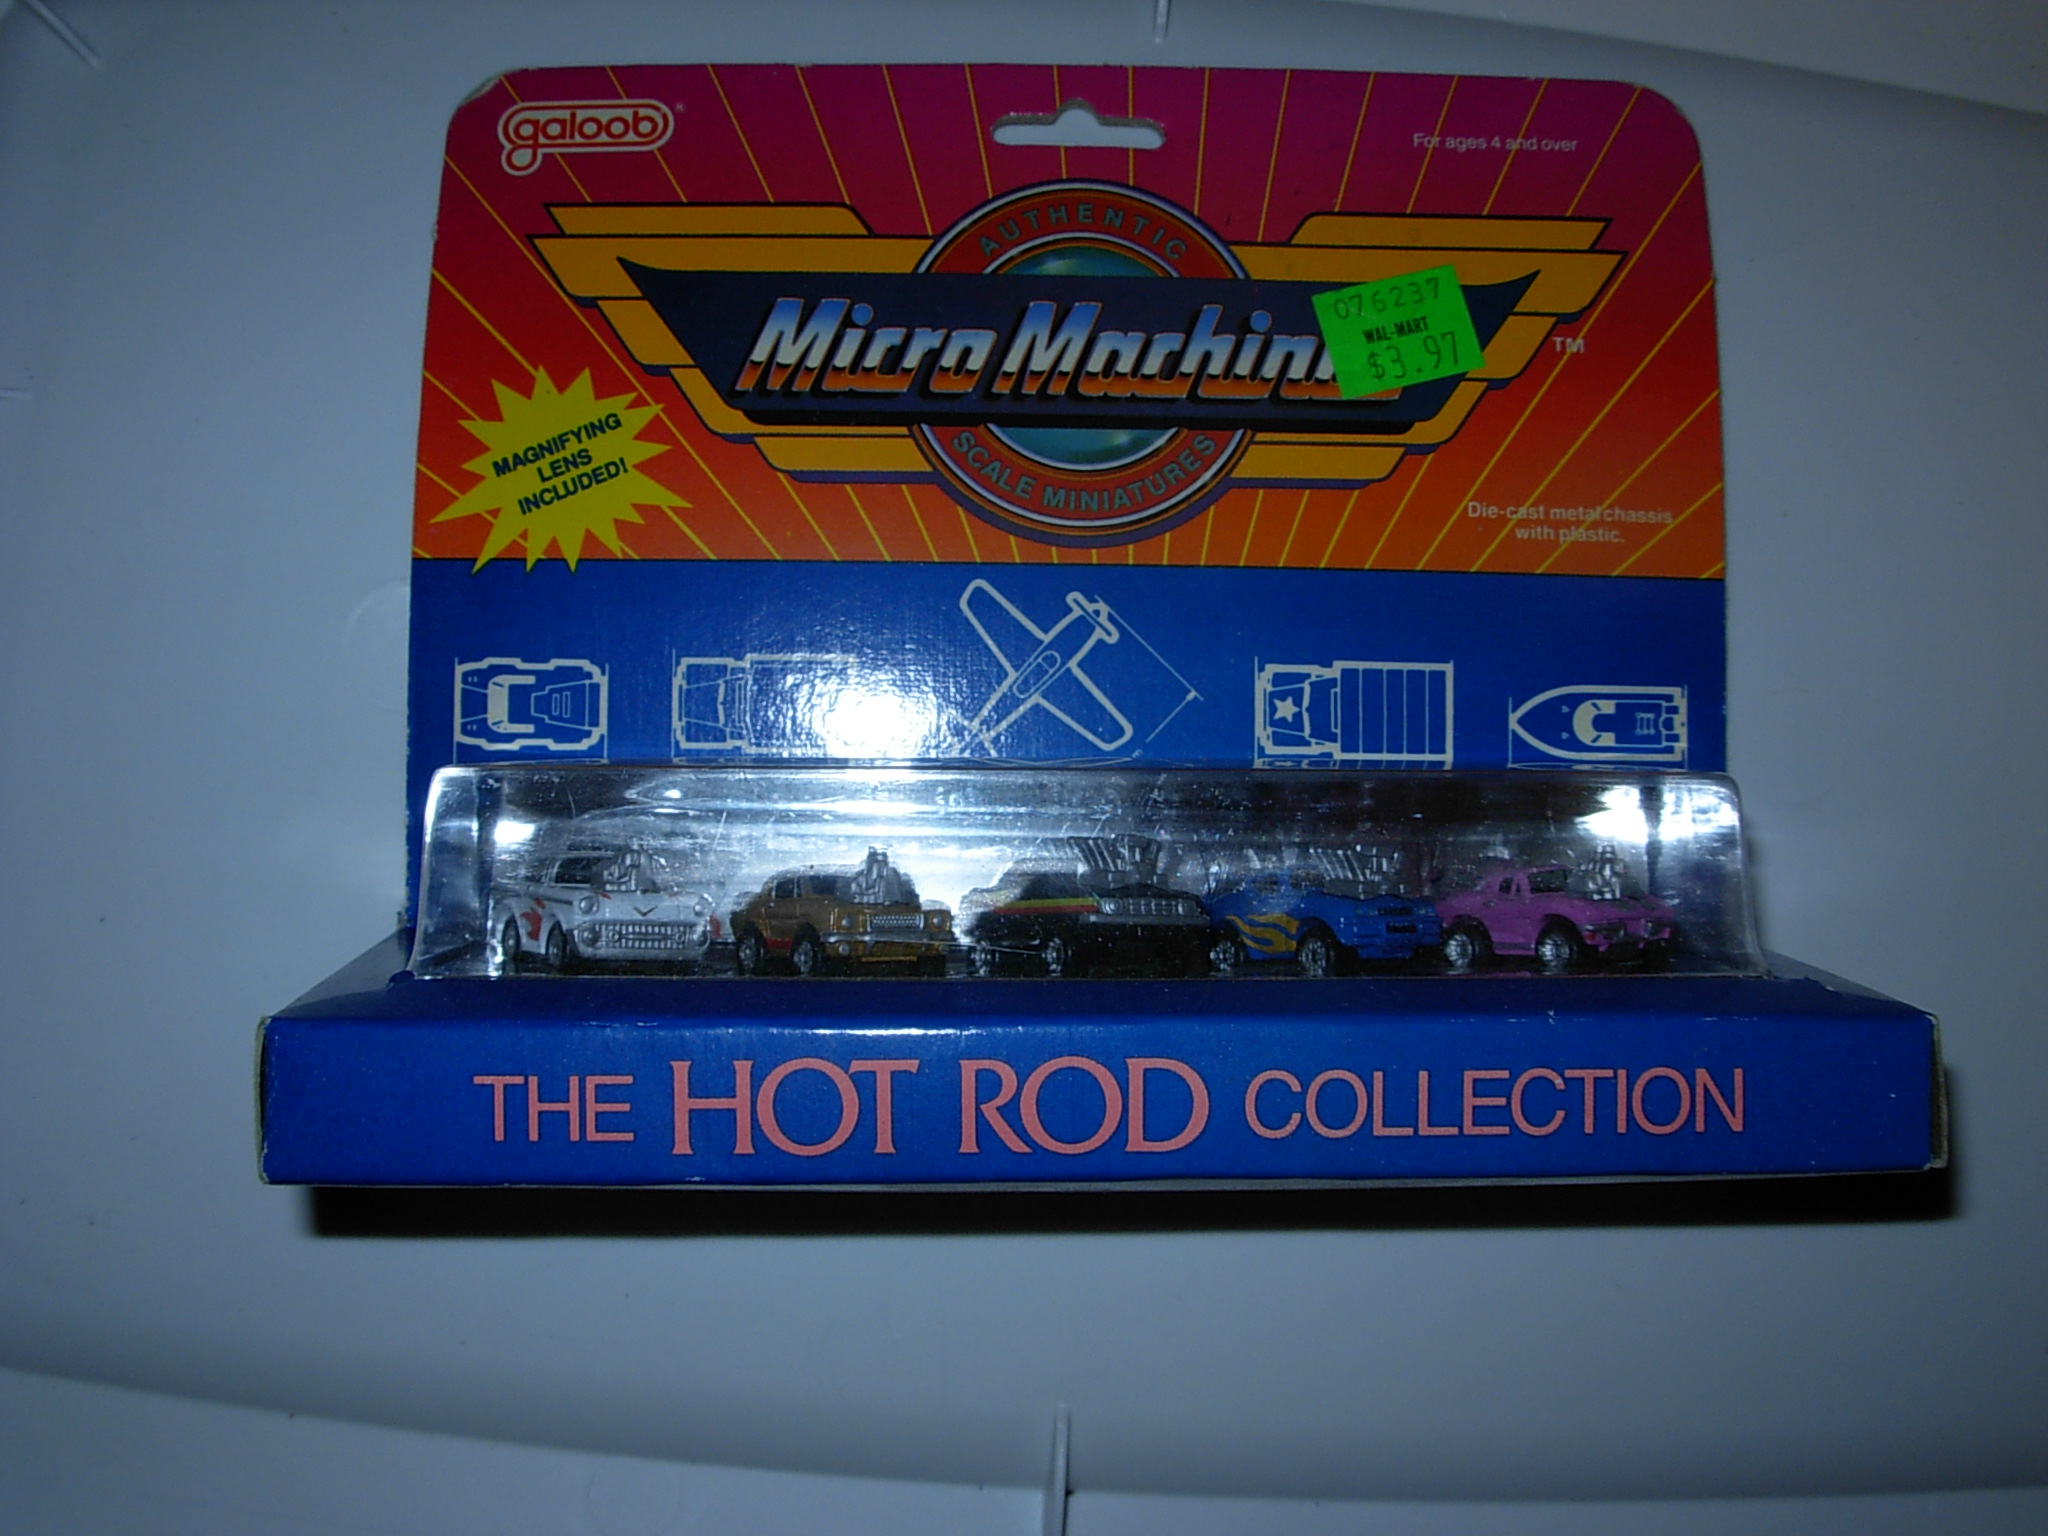 galoob®
For ages 4 and over
AUTHENTIC
Micro Machin
076237
WAL-MART
$3.97
TM
SCALE MINIATURES
MAGNIFYING
LENS
INCLUDED!
Die-cast metal chassis
with plastic.
THE HOT ROD COLLECTION